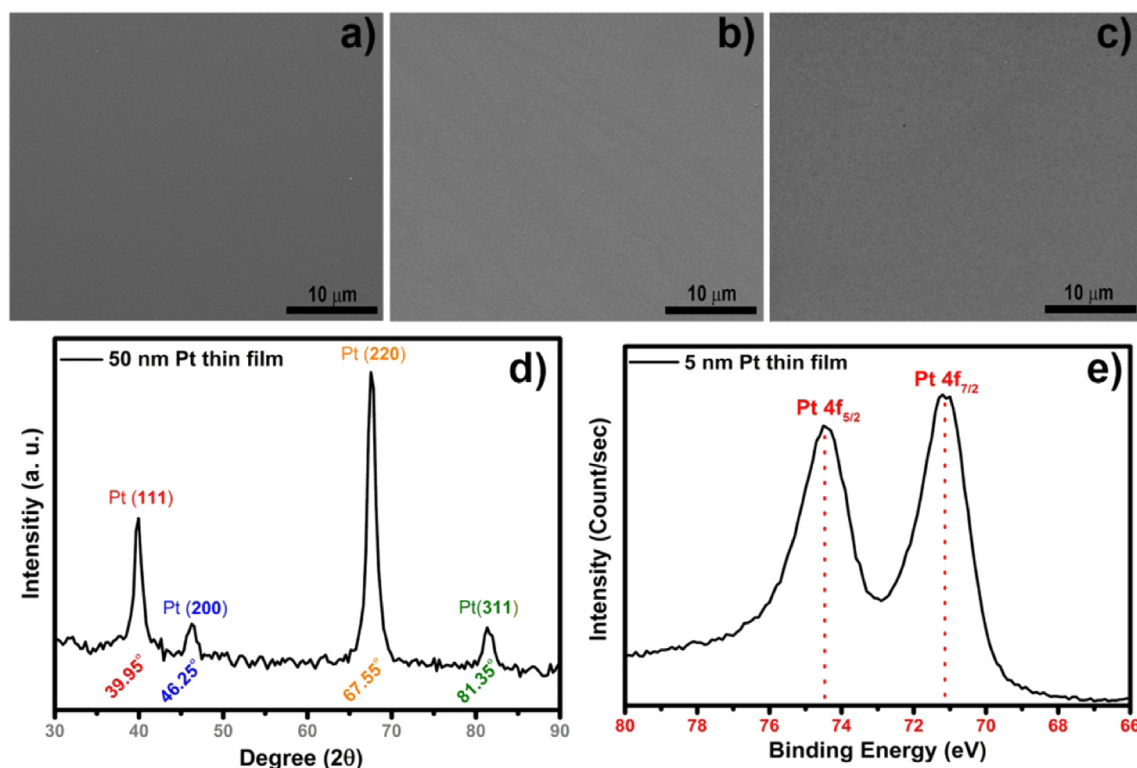 a)
b)
c)
10 μm
10 μm
10 μm
50 nm Pt thin film
d)
Pt (220)
Pt (111)
Pt (200)
Pt(311)
39.95°
46.25°
67.55°
81.35°
Intensitiy (a. u.)
30 40 50 60 70 80 90
Degree (2θ)
5 nm Pt thin film
e)
Pt 4f7/2
Pt 4f5/2
Intensity (Count/sec)
80 78 76 74 72 70 68 66
Binding Energy (eV)